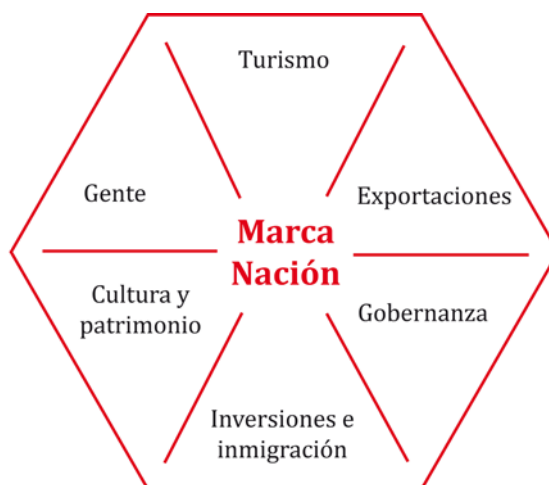 Turismo
Gente
Exportaciones
Marca
Nación
Cultura y
patrimonio
Gobernanza
Inversiones e
inmigración